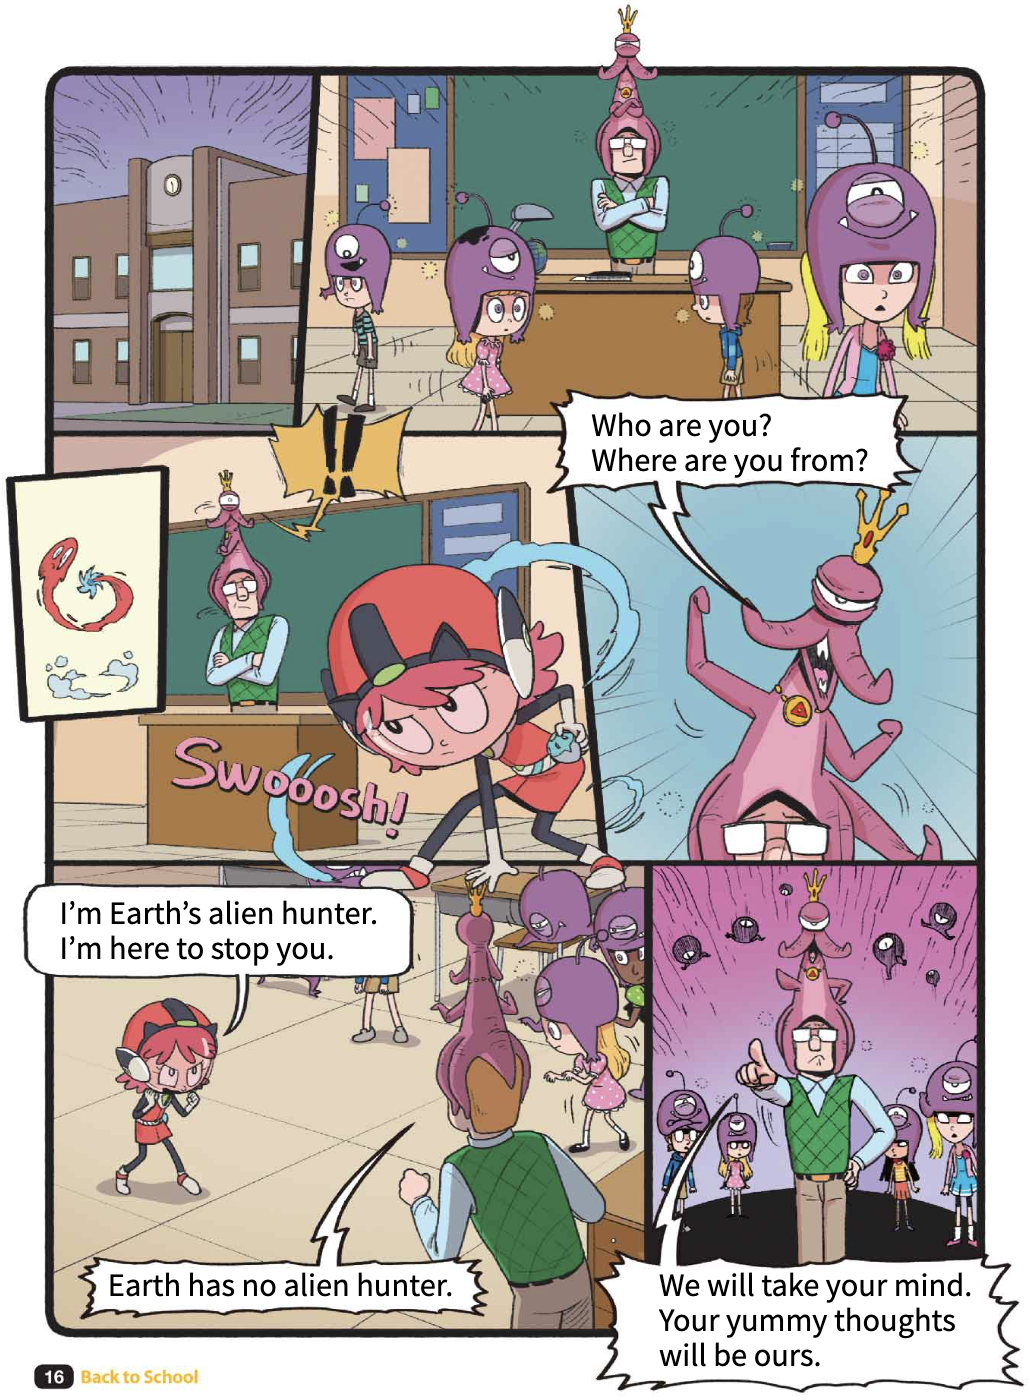 Who are you?
Where are you from?
!!
Swooosh!
I'm Earth's alien hunter.
I'm here to stop you.
Earth has no alien hunter.
We will take your mind.
Your yummy thoughts
will be ours.
16 Back to School